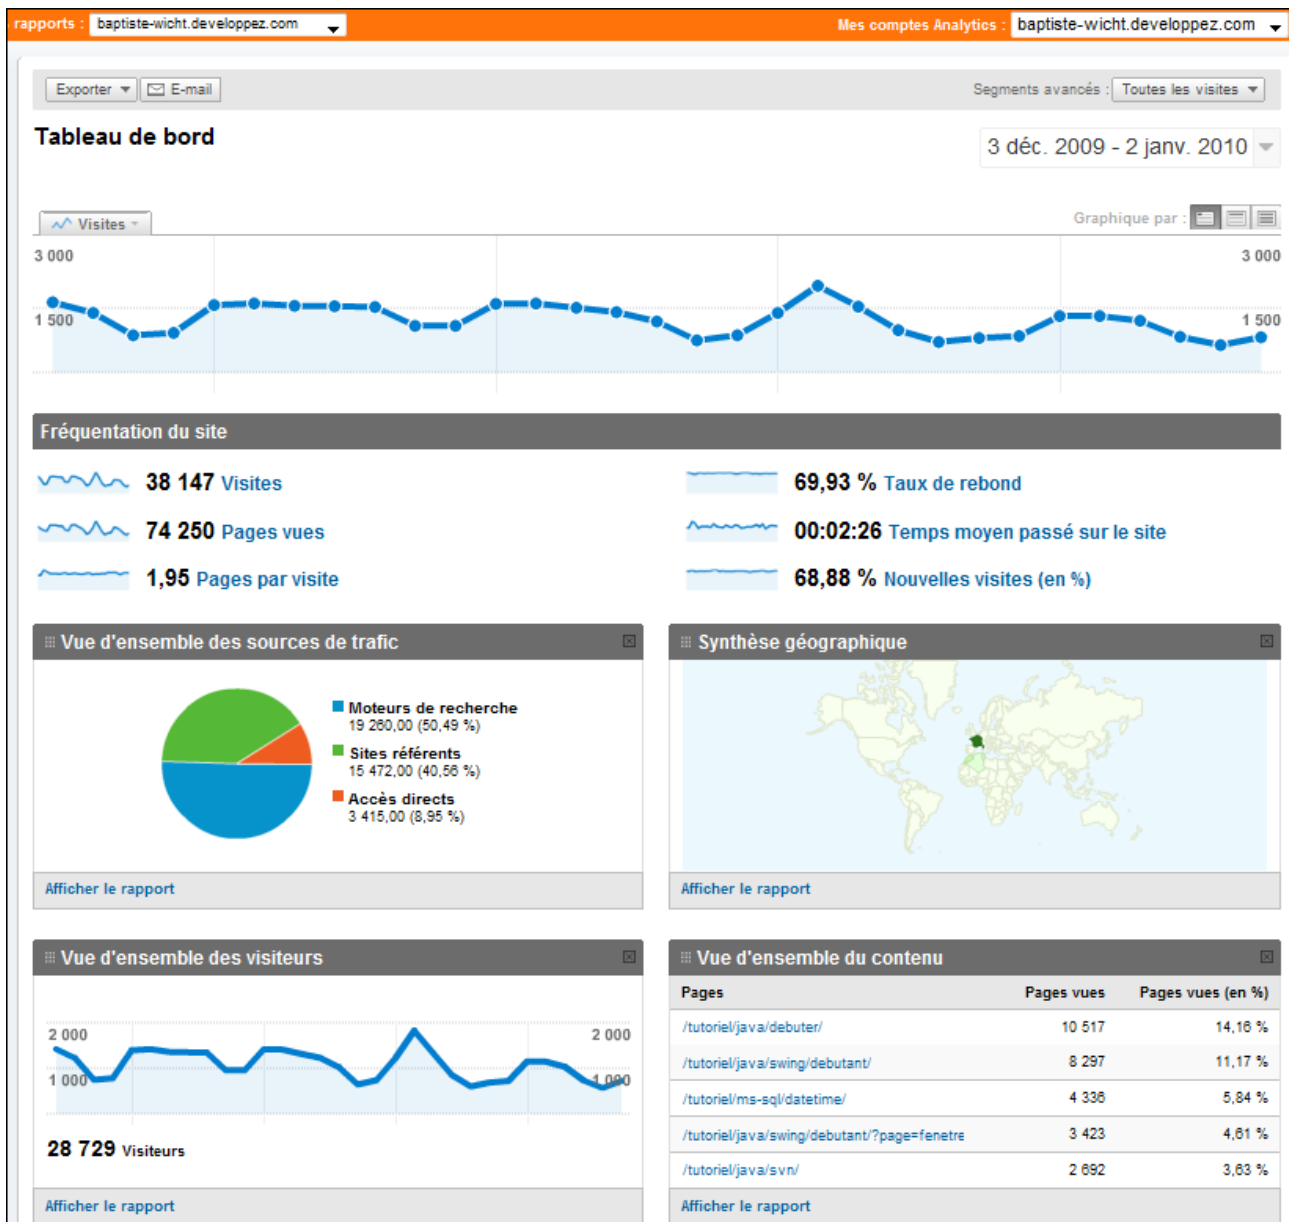 rapports : baptiste-wicht.developpez.com Mes comptes Analytics : baptiste-wicht.developpez.com
Exporter E-mail Segments avancés : Toutes les visites
Tableau de bord
3 déc. 2009 - 2 janv. 2010
Visites Graphique par :
3 000 3 000
1 500 1 500
Fréquentation du site
38 147 Visites 69,93 % Taux de rebond
74 250 Pages vues 00:02:26 Temps moyen passé sur le site
1,95 Pages par visite 68,88 % Nouvelles visites (en %)
Vue d'ensemble des sources de trafic
Moteurs de recherche
19 260,00 (50,49 %)
Sites référents
15 472,00 (40,56 %)
Accès directs
3 415,00 (8,95 %)
Afficher le rapport
Synthèse géographique
Afficher le rapport
Vue d'ensemble des visiteurs
2 000 2 000
1 000 1 000
28 729 Visiteurs
Afficher le rapport
Vue d'ensemble du contenu
Pages Pages vues Pages vues (en %)
/tutoriel/java/debuter/ 10 517 14,16 %
/tutoriel/java/swing/debutant/ 8 297 11,17 %
/tutoriel/ms-sql/datetime/ 4 336 5,84 %
/tutoriel/java/swing/debutant/?page=fenetre 3 423 4,61 %
/tutoriel/java/svn/ 2 692 3,63 %
Afficher le rapport